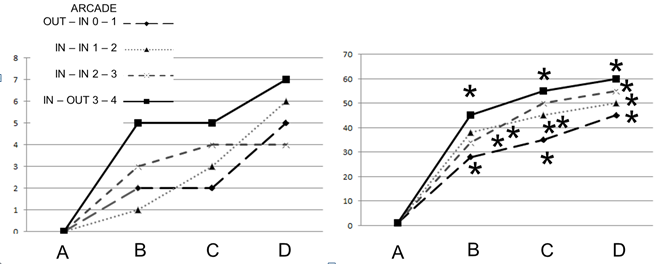 ARCADE
OUT – IN 0 – 1
IN – IN 1 – 2
IN – IN 2 – 3
IN – OUT 3 – 4
8
7
6
5
4
3
2
1
0
A B C D
70
60
50
40
30
20
10
0
* * *
* * * * * *
* * *
A B C D